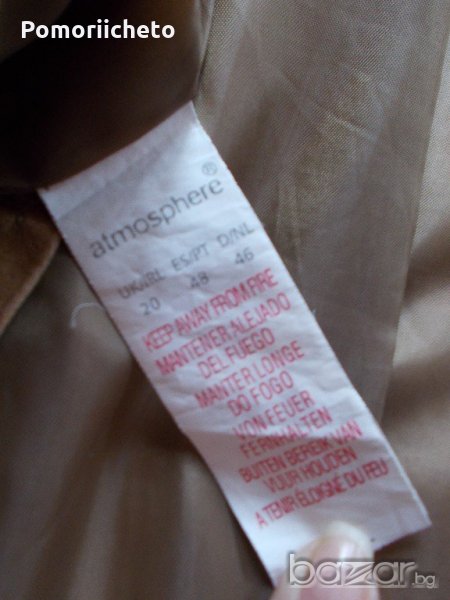 Pomoriicheto
atmosphere®
UK/IRL ES/PT D/NL
20 48 46
KEEP AWAY FROM FIRE
MANTENER ALEJADO
DEL FUEGO
MANTER LONGE
DO FOGO
VON FEUER
FERNHALTEN
BUITEN BEREIK VAN
VUUR HOUDEN
A TENIR ÉLOIGNÉ DU FEU
bazar.bg